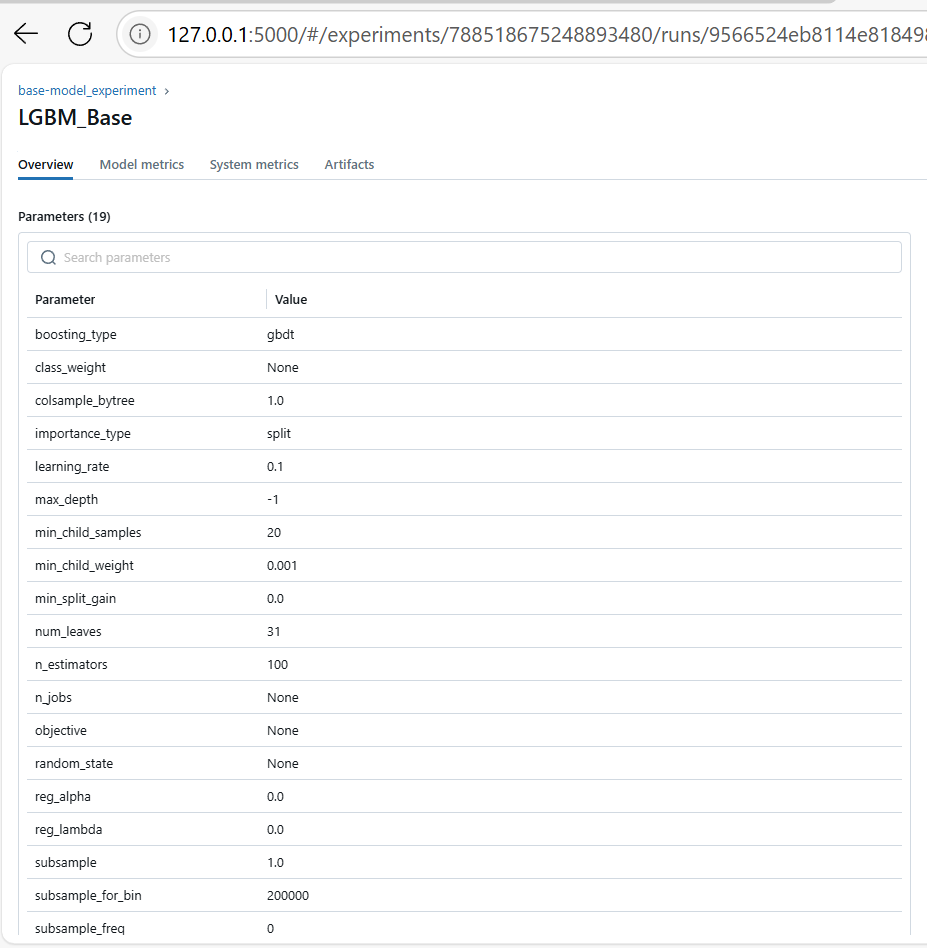 127.0.0.1:5000/#/experiments/788518675248893480/runs/9566524eb8114e81849
base-model_experiment ›
LGBM_Base
Overview Model metrics System metrics Artifacts
Parameters (19)
Search parameters
Parameter Value
boosting_type gbdt
class_weight None
colsample_bytree 1.0
importance_type split
learning_rate 0.1
max_depth -1
min_child_samples 20
min_child_weight 0.001
min_split_gain 0.0
num_leaves 31
n_estimators 100
n_jobs None
objective None
random_state None
reg_alpha 0.0
reg_lambda 0.0
subsample 1.0
subsample_for_bin 200000
subsample_freq 0